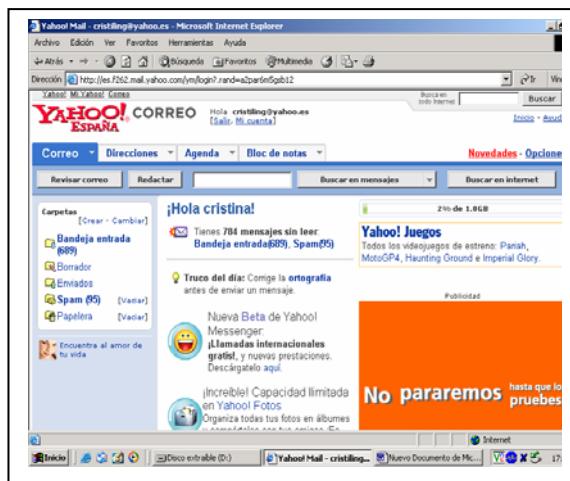 Yahoo! Mail - cristiling@yahoo.es - Microsoft Internet Explorer
Archivo Edición Ver Favoritos Herramientas Ayuda
Atrás Búsqueda Favoritos Multimedia
Dirección http://es.f262.mail.yahoo.com/ym/login?.rand=a2par6m5gsb12 Ir
Yahoo! Mi Yahoo! Correo Busca en todo Internet Buscar
YAHOO! ESPAÑA CORREO
Hola cristiling@yahoo.es
[Salir, Mi cuenta]
Inicio -
Correo Direcciones Agenda Bloc de notas Novedades - Opcione
Revisar correo Redactar Buscar en mensajes Buscar en internet
Carpetas
[Crear - Cambiar]
Bandeja entrada
(689)
Borrador
Enviados
Spam (95) [Vaciar]
Papelera [Vaciar]
Encuentra al amor de
tu vida
¡Hola cristina!
Tienes 784 mensajes sin leer:
Bandeja entrada(689), Spam(95)
Truco del día: Corrige la ortografía
antes de enviar un mensaje.
Nueva Beta de Yahoo!
Messenger:
¡Llamadas internacionales
gratis!, y nuevas prestaciones.
Descárgatelo aquí.
¡Increíble! Capacidad ilimitada
en Yahoo! Fotos
Organiza todas tus fotos en álbumes
2% de 1.0GB
Yahoo! Juegos
Todos los videojuegos de estreno: Pariah,
MotoGP4, Haunting Ground e Imperial Glory.
Publicidad
No pararemos hasta que lo
pruebes
Internet
Inicio Disco extraible (D:) Yahoo! Mail - cristiling... Nuevo Documento de Mic... 17: